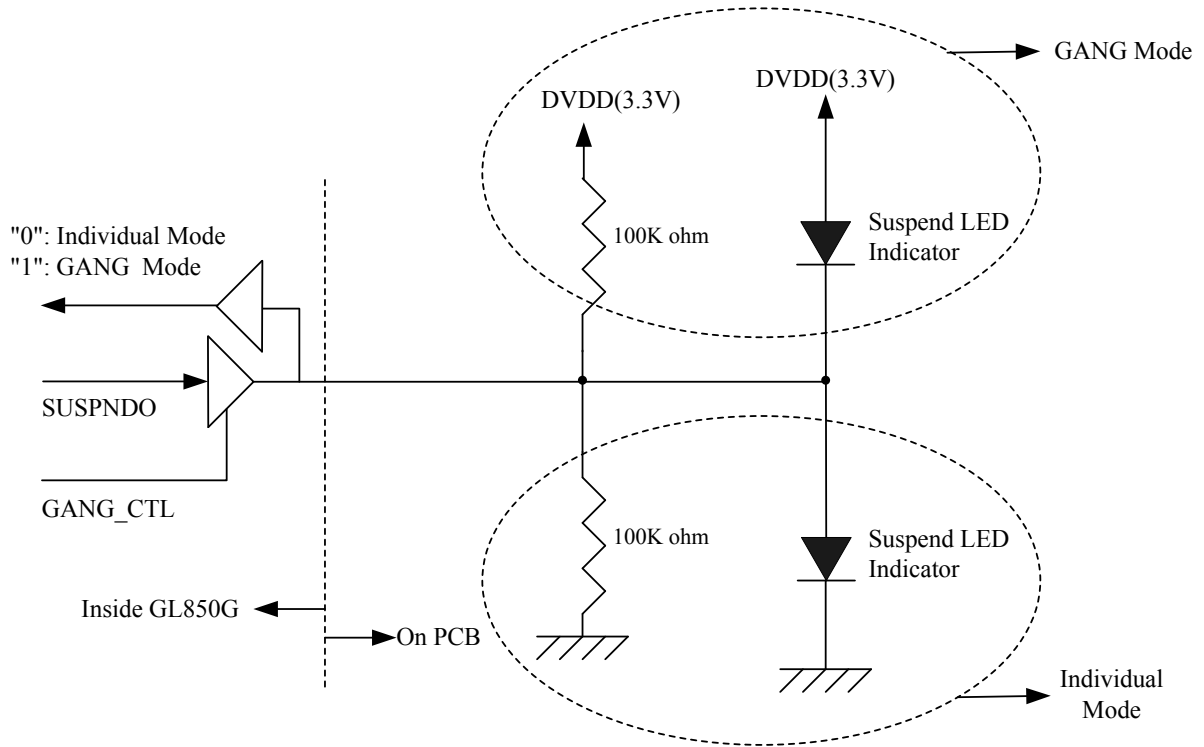 GANG Mode
DVDD(3.3V)
DVDD(3.3V)
"0": Individual Mode
"1": GANG Mode
100K ohm
Suspend LED
Indicator
SUSPNDO
GANG_CTL
100K ohm
Suspend LED
Indicator
Inside GL850G
On PCB
Individual
Mode